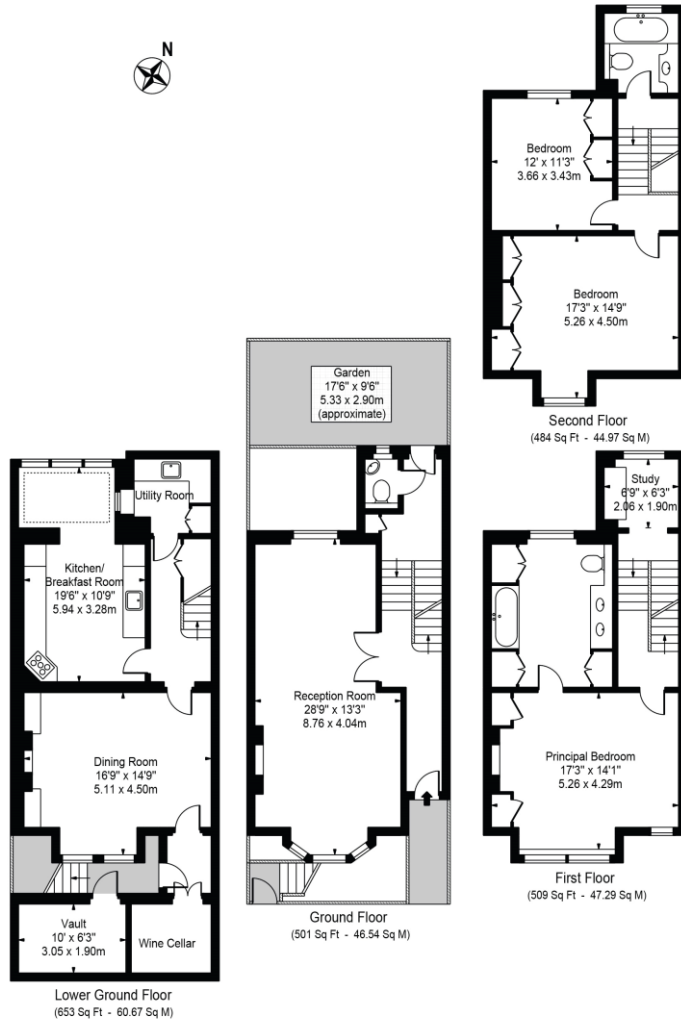 N
Bedroom
12' x 11'3"
3.66 x 3.43m
Bedroom
17'3" x 14'9"
5.26 x 4.50m
Second Floor
(484 Sq Ft - 44.97 Sq M)
Garden
17'6" x 9'6"
5.33 x 2.90m
(approximate)
Reception Room
28'9" x 13'3"
8.76 x 4.04m
Ground Floor
(501 Sq Ft - 46.54 Sq M)
Utility Room
Kitchen/
Breakfast Room
19'6" x 10'9"
5.94 x 3.28m
Dining Room
16'9" x 14'9"
5.11 x 4.50m
Vault
10' x 6'3"
3.05 x 1.90m
Wine Cellar
Lower Ground Floor
(653 Sq Ft - 60.67 Sq M)
Study
6'9" x 6'3"
2.06 x 1.90m
Principal Bedroom
17'3" x 14'1"
5.26 x 4.29m
First Floor
(509 Sq Ft - 47.29 Sq M)